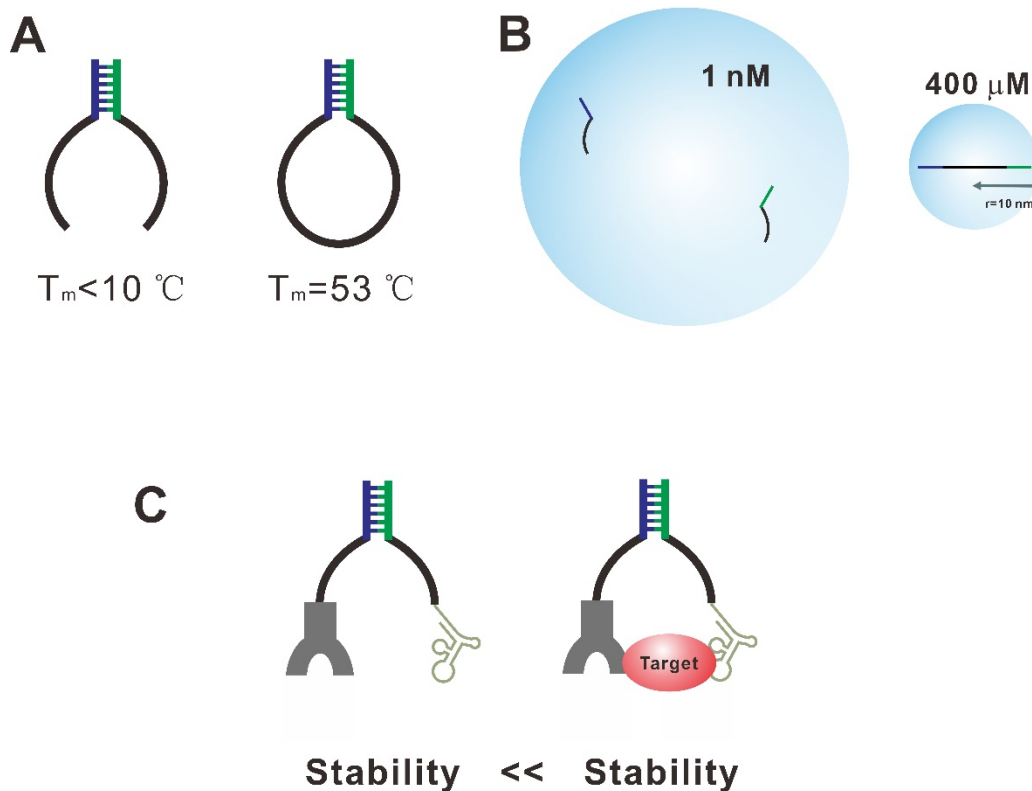 A
Tm<10 ℃
Tm=53 ℃
B
1 nM
400 μM
r=10 nm
C
Target
Stability << Stability